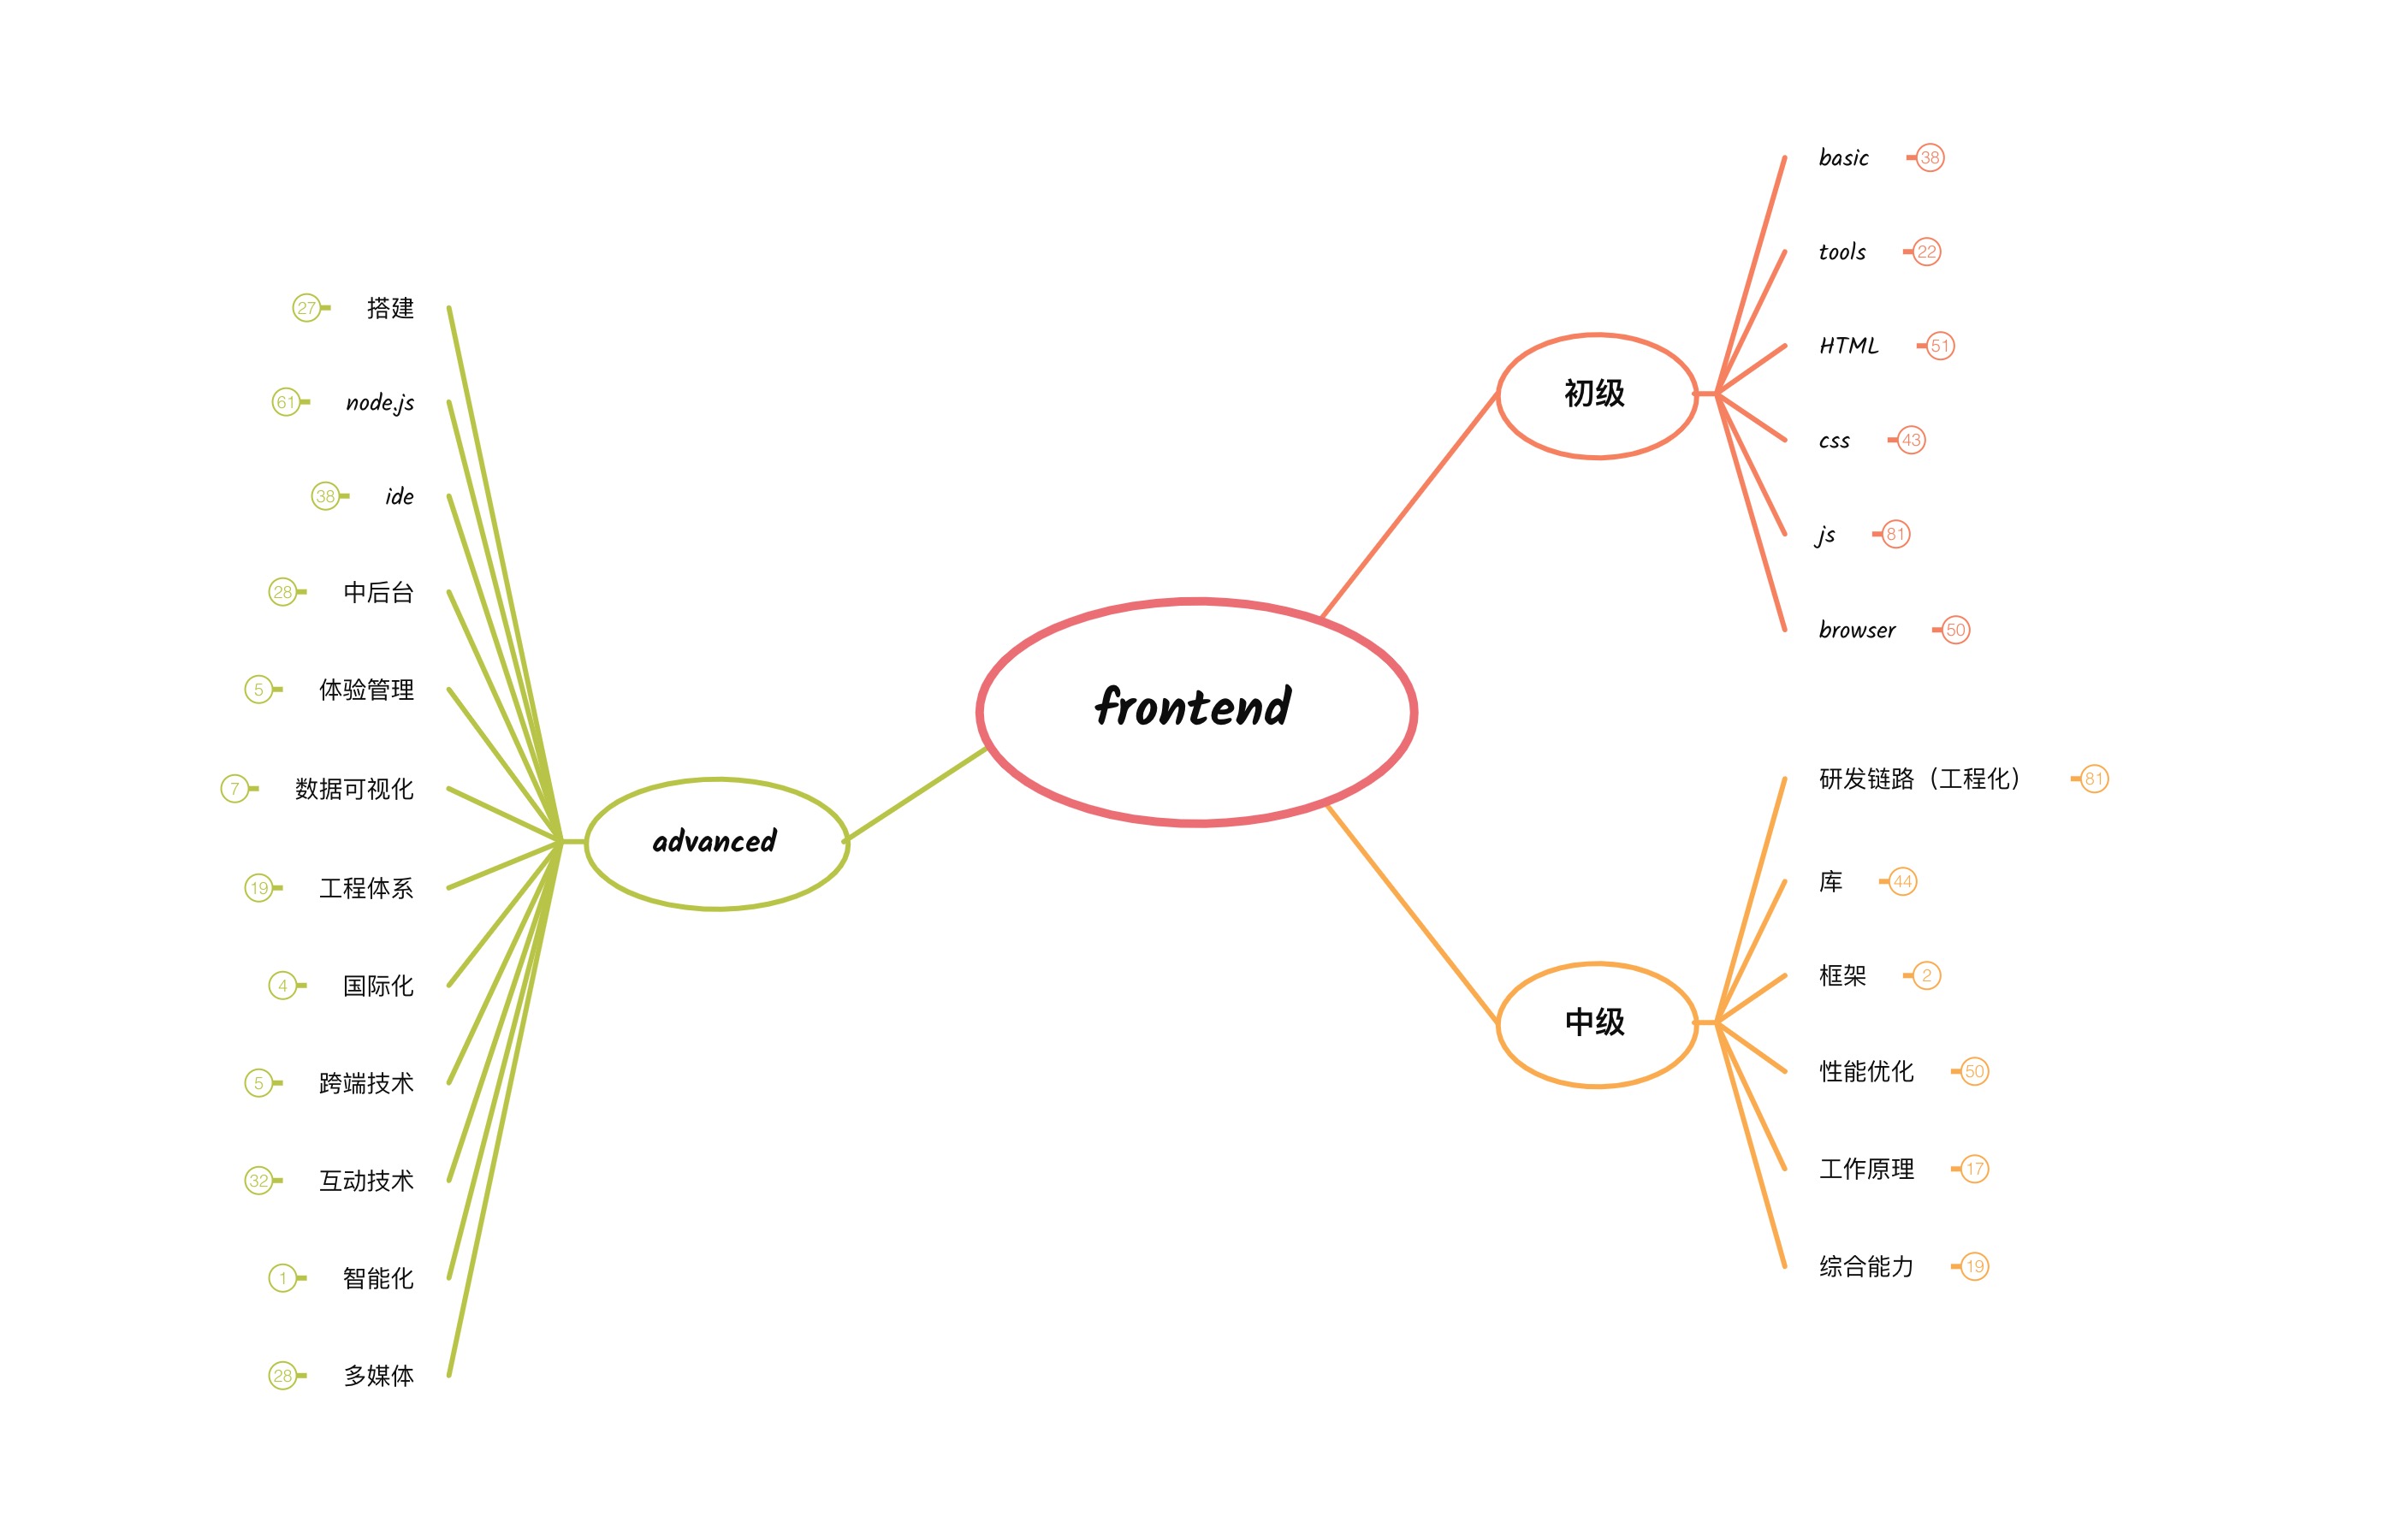 frontend
初级
basic 38
tools 22
HTML 51
css 43
js 81
browser 50
中级
研发链路（工程化） 81
库 44
框架 2
性能优化 50
工作原理 17
综合能力 19
advanced
27 搭建
61 node.js
38 ide
28 中后台
5 体验管理
7 数据可视化
19 工程体系
4 国际化
5 跨端技术
32 互动技术
1 智能化
28 多媒体